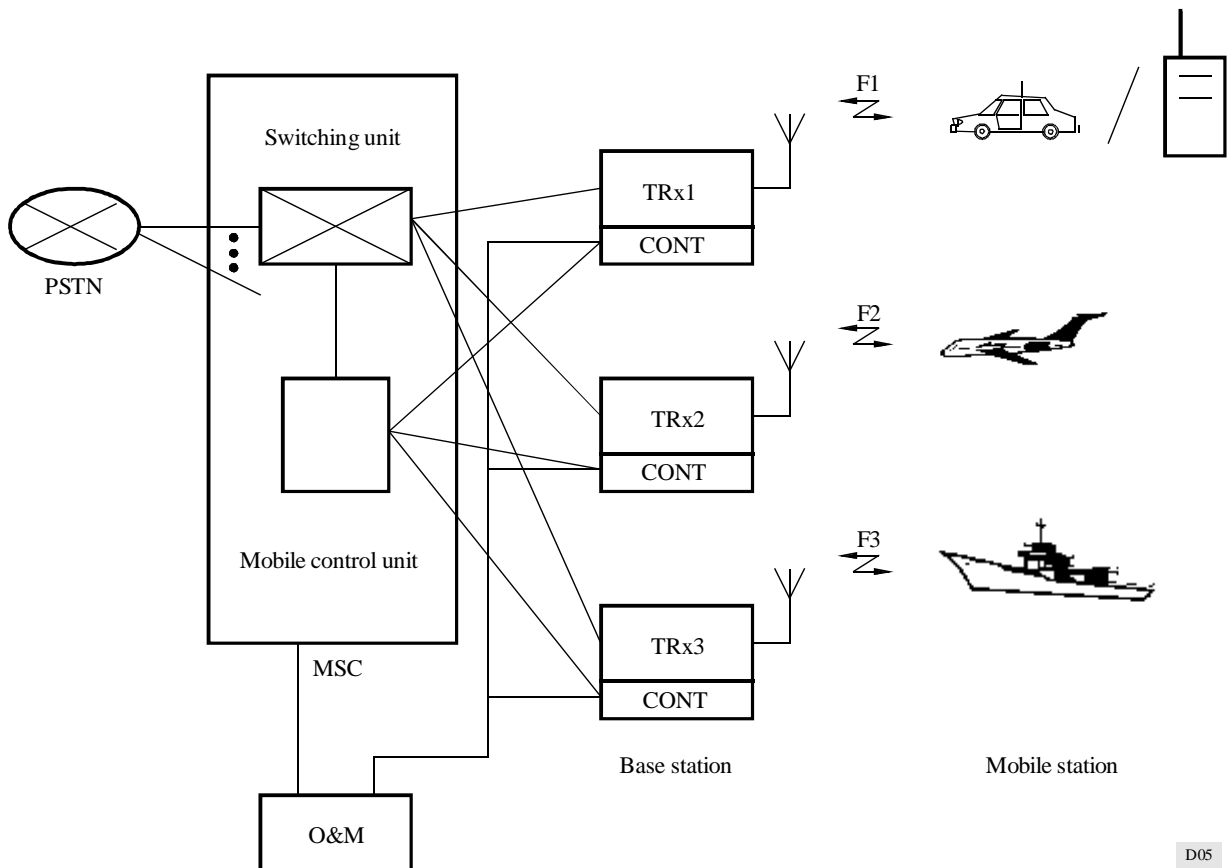 F1
Switching unit
TRx1
CONT
PSTN
F2
TRx2
CONT
F3
Mobile control unit
TRx3
MSC
CONT
Base station
Mobile station
O&M
D05